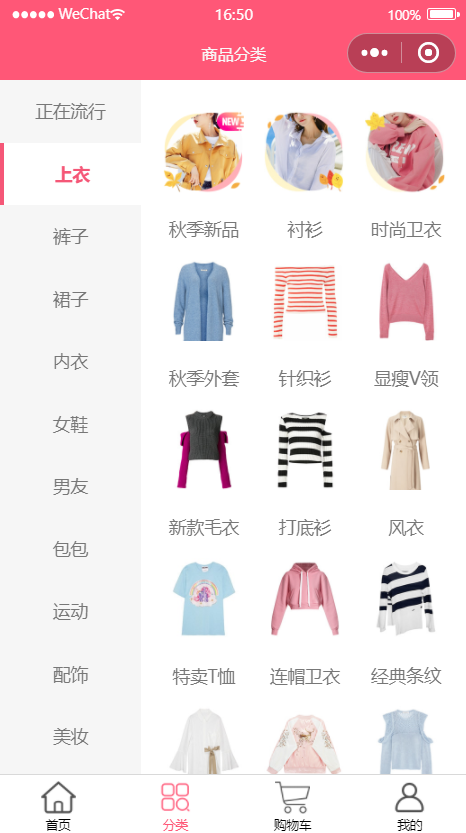 WeChat
16:50
100%
商品分类
正在流行
上衣
裤子
裙子
内衣
女鞋
男友
包包
运动
配饰
美妆
NEW
秋季新品
衬衫
时尚卫衣
秋季外套
针织衫
显瘦V领
新款毛衣
打底衫
风衣
特卖T恤
连帽卫衣
经典条纹
首页
分类
购物车
我的